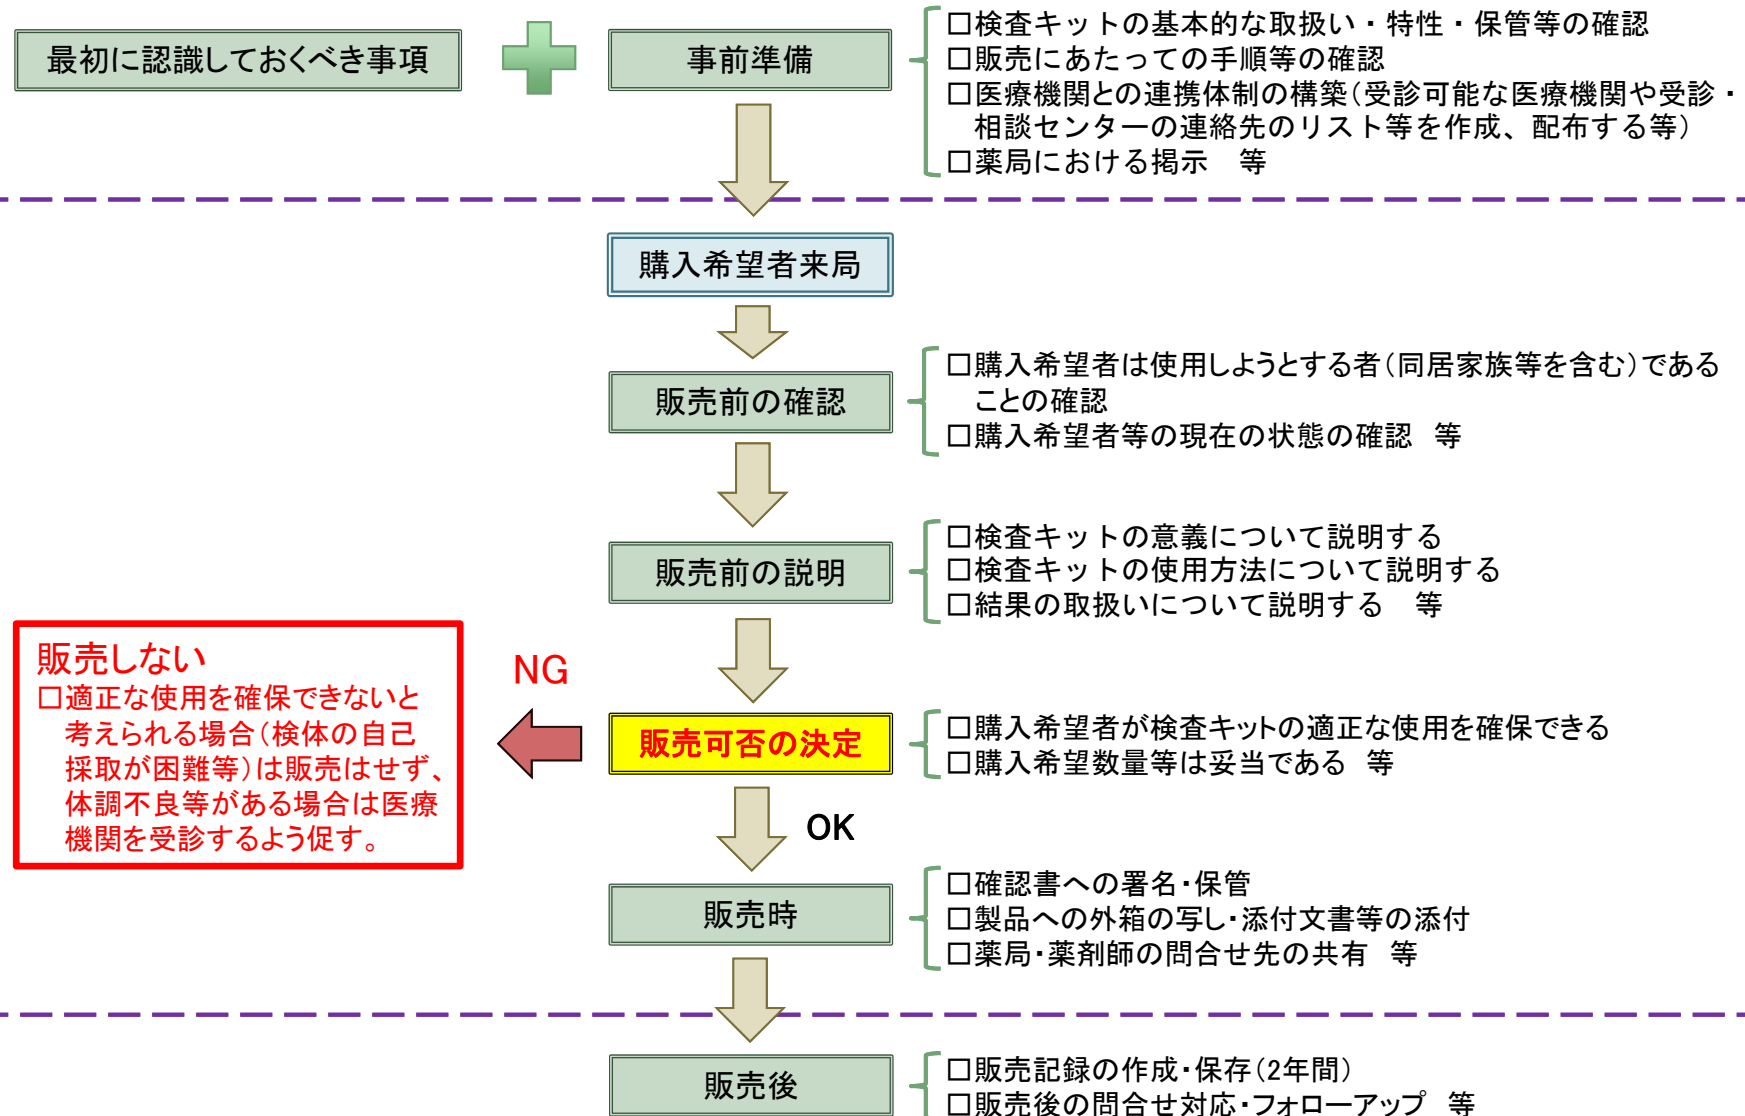 最初に認識しておくべき事項
事前準備
□検査キットの基本的な取扱い・特性・保管等の確認
□販売にあたっての手順等の確認
□医療機関との連携体制の構築（受診可能な医療機関や受診・
相談センターの連絡先のリスト等を作成、配布する等）
□薬局における掲示　等
購入希望者来局
販売前の確認
□購入希望者は使用しようとする者（同居家族等を含む）である
ことの確認
□購入希望者等の現在の状態の確認　等
販売前の説明
□検査キットの意義について説明する
□検査キットの使用方法について説明する
□結果の取扱いについて説明する　等
販売しない
□適正な使用を確保できないと
考えられる場合（検体の自己
採取が困難等）は販売はせず、
体調不良等がある場合は医療
機関を受診するよう促す。
NG
販売可否の決定
□購入希望者が検査キットの適正な使用を確保できる
□購入希望数量等は妥当である　等
OK
販売時
□確認書への署名・保管
□製品への外箱の写し・添付文書等の添付
□薬局・薬剤師の問合せ先の共有　等
販売後
□販売記録の作成・保存（2年間）
□販売後の問合せ対応・フォローアップ　等